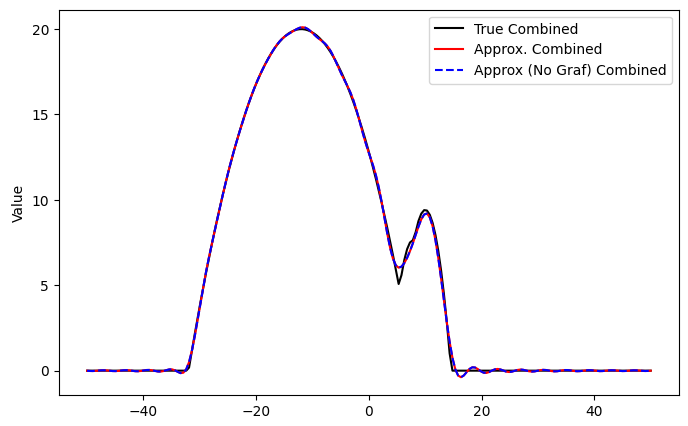 True Combined
Approx. Combined
Approx (No Graf) Combined
Value
20
15
10
5
0
−40
−20
0
20
40